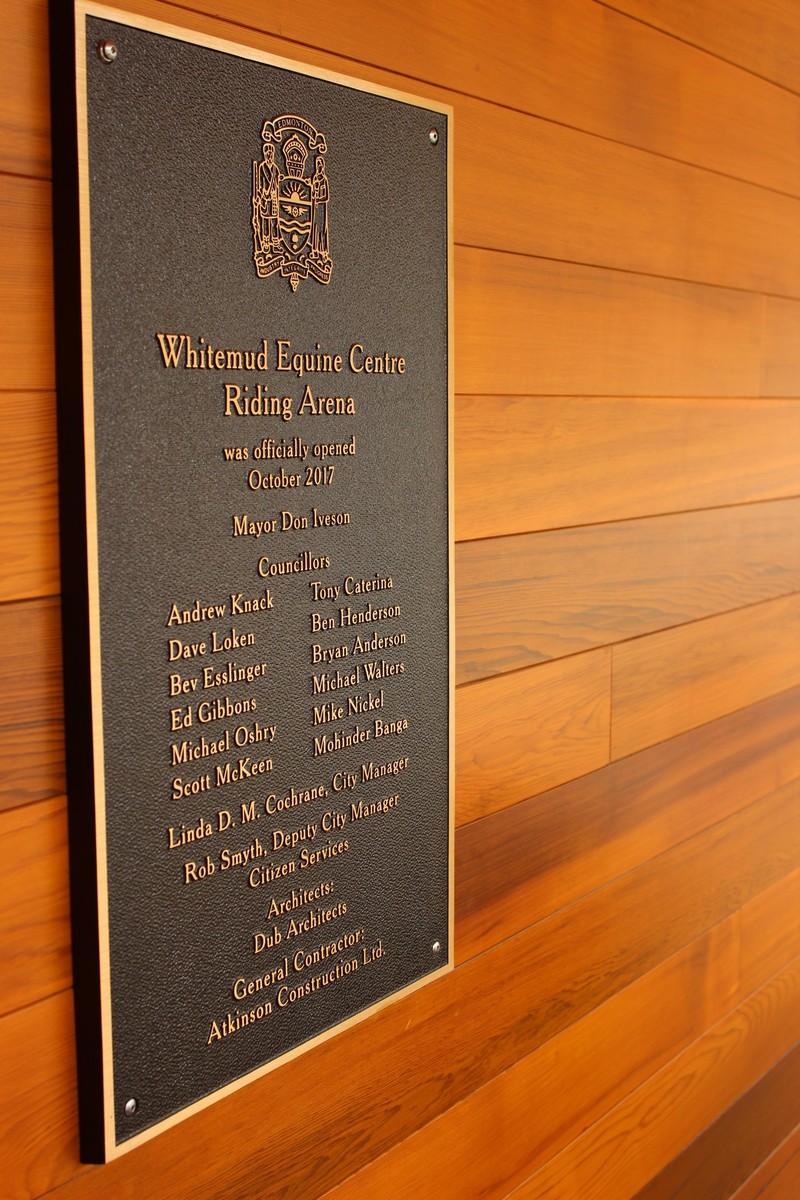 EDMONTON
INDUSTRY INTEGRITY PROGRESS
Whitemud Equine Centre
Riding Arena
was officially opened
October 2017
Mayor Don Iveson
Councillors
Andrew Knack Tony Caterina
Dave Loken Ben Henderson
Bev Esslinger Bryan Anderson
Ed Gibbons Michael Walters
Michael Oshry Mike Nickel
Scott McKeen Mohinder Banga
Linda D. M. Cochrane, City Manager
Rob Smyth, Deputy City Manager
Citizen Services
Architects:
Dub Architects
General Contractor:
Atkinson Construction Ltd.